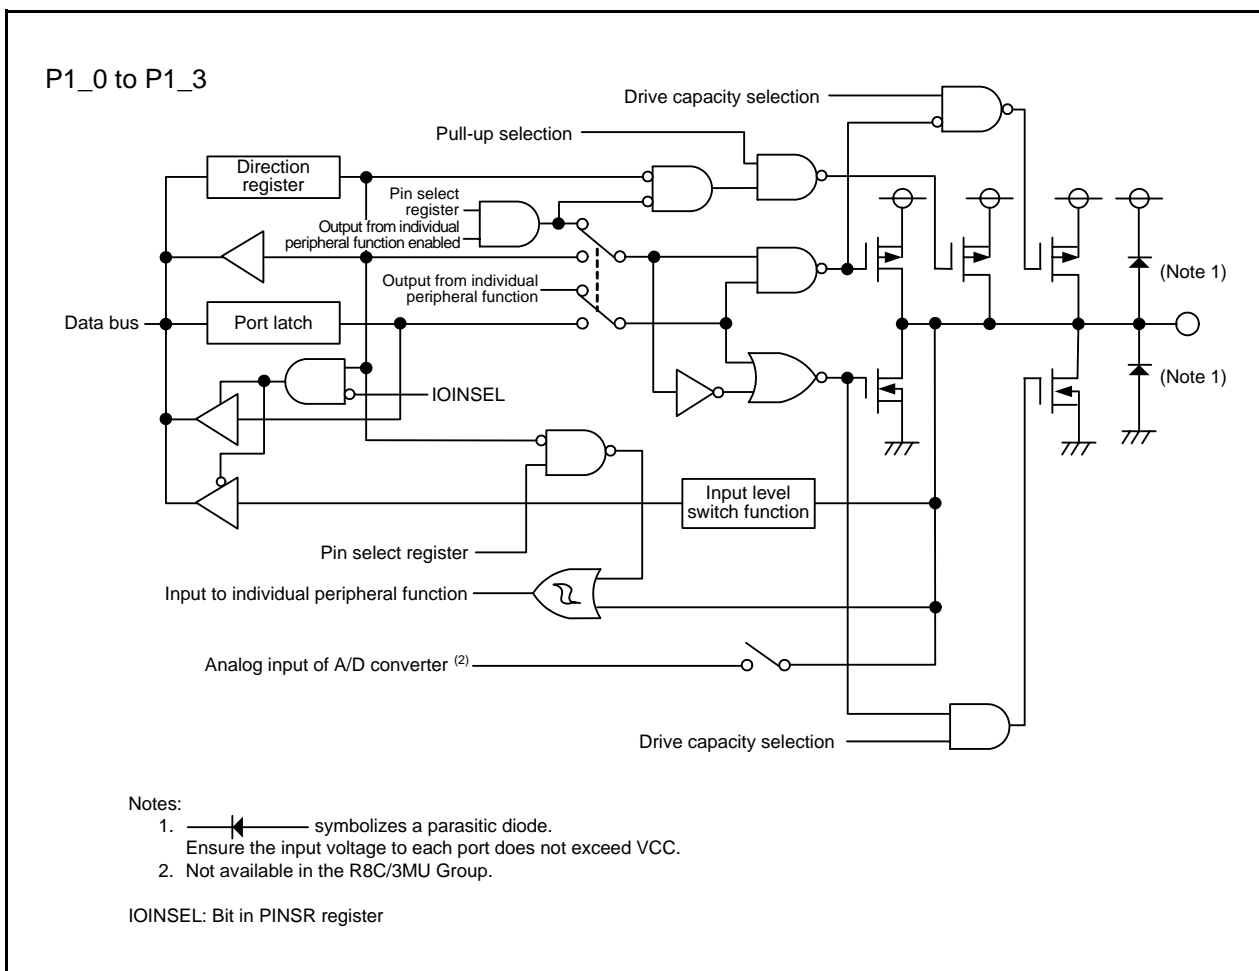 P1_0 to P1_3
Drive capacity selection
Pull-up selection
Direction
register
Pin select
register
Output from individual
peripheral function enabled
(Note 1)
Output from individual
peripheral function
Data bus
Port latch
(Note 1)
IOINSEL
Input level
switch function
Pin select register
Input to individual peripheral function
Analog input of A/D converter (2)
Drive capacity selection
Notes:
1. symbolizes a parasitic diode.
Ensure the input voltage to each port does not exceed VCC.
2. Not available in the R8C/3MU Group.
IOINSEL: Bit in PINSR register